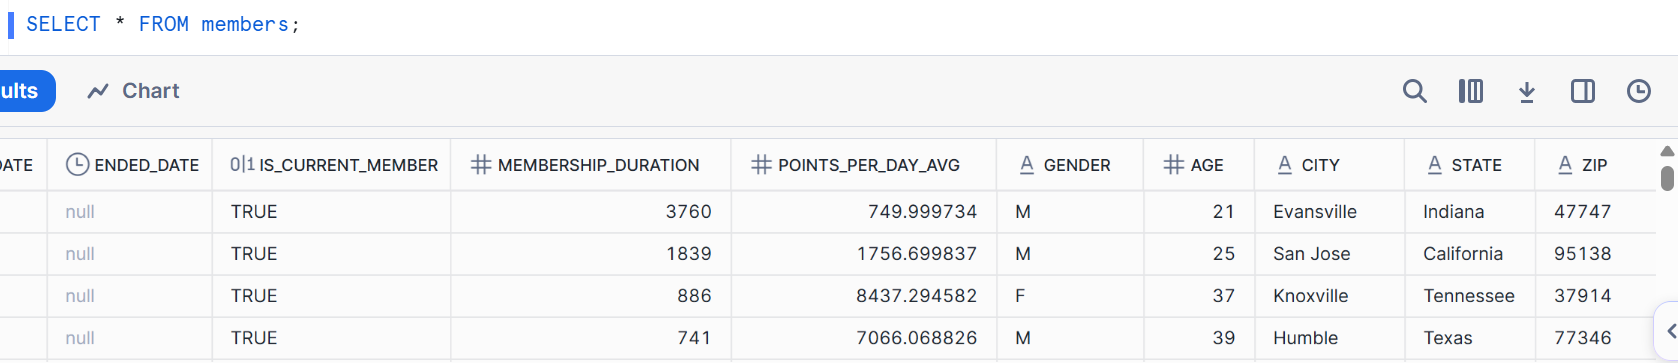 SELECT * FROM members;
ults Chart
ATE ENDED_DATE 0|1 IS_CURRENT_MEMBER # MEMBERSHIP_DURATION # POINTS_PER_DAY_AVG A GENDER # AGE A CITY A STATE A ZIP
null TRUE 3760 749.999734 M 21 Evansville Indiana 47747
null TRUE 1839 1756.699837 M 25 San Jose California 95138
null TRUE 886 8437.294582 F 37 Knoxville Tennessee 37914
null TRUE 741 7066.068826 M 39 Humble Texas 77346